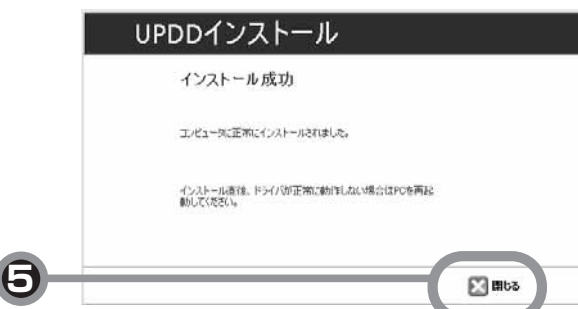 UPDDインストール
インストール成功
コンピュータに正常にインストールされました。
インストール直後、ドライバが正常に動作しない場合はPCを再起
動してください。
5
閉じる